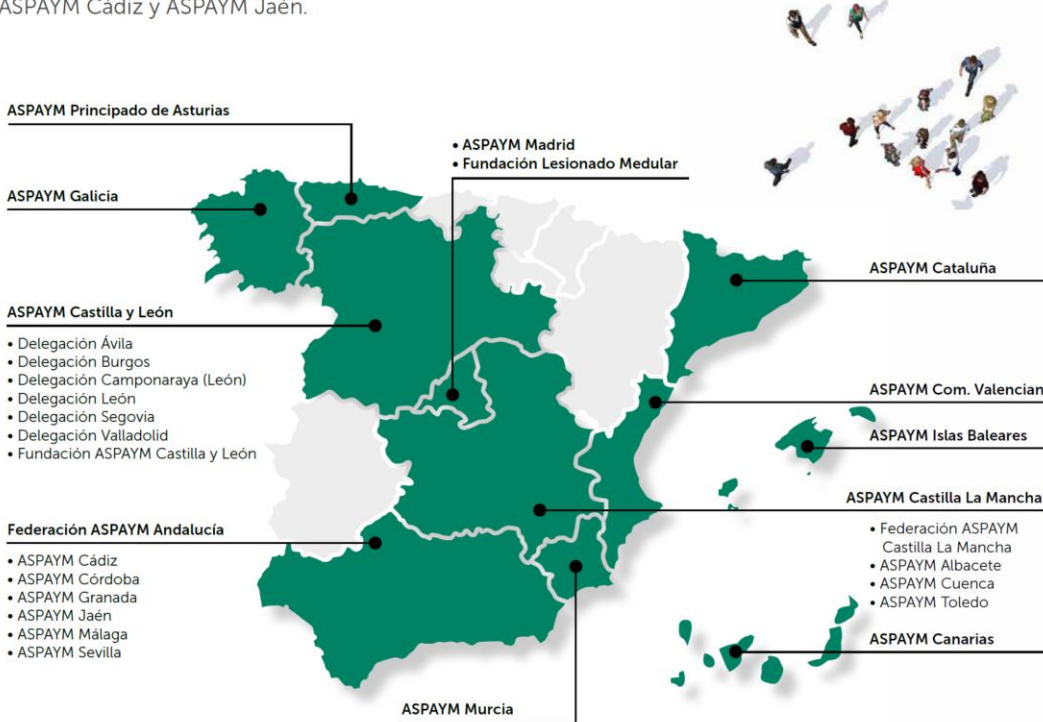 ASPAYM Cádiz y ASPAYM Jaén.
ASPAYM Principado de Asturias
• ASPAYM Madrid
• Fundación Lesionado Medular
ASPAYM Galicia
ASPAYM Cataluña
ASPAYM Castilla y León
• Delegación Ávila
• Delegación Burgos
• Delegación Camponaraya (León)
• Delegación León
• Delegación Segovia
• Delegación Valladolid
• Fundación ASPAYM Castilla y León
ASPAYM Com. Valencian
ASPAYM Islas Baleares
ASPAYM Castilla La Mancha
• Federación ASPAYM
Castilla La Mancha
• ASPAYM Albacete
• ASPAYM Cuenca
• ASPAYM Toledo
Federación ASPAYM Andalucía
• ASPAYM Cádiz
• ASPAYM Córdoba
• ASPAYM Granada
• ASPAYM Jaén
• ASPAYM Málaga
• ASPAYM Sevilla
ASPAYM Canarias
ASPAYM Murcia